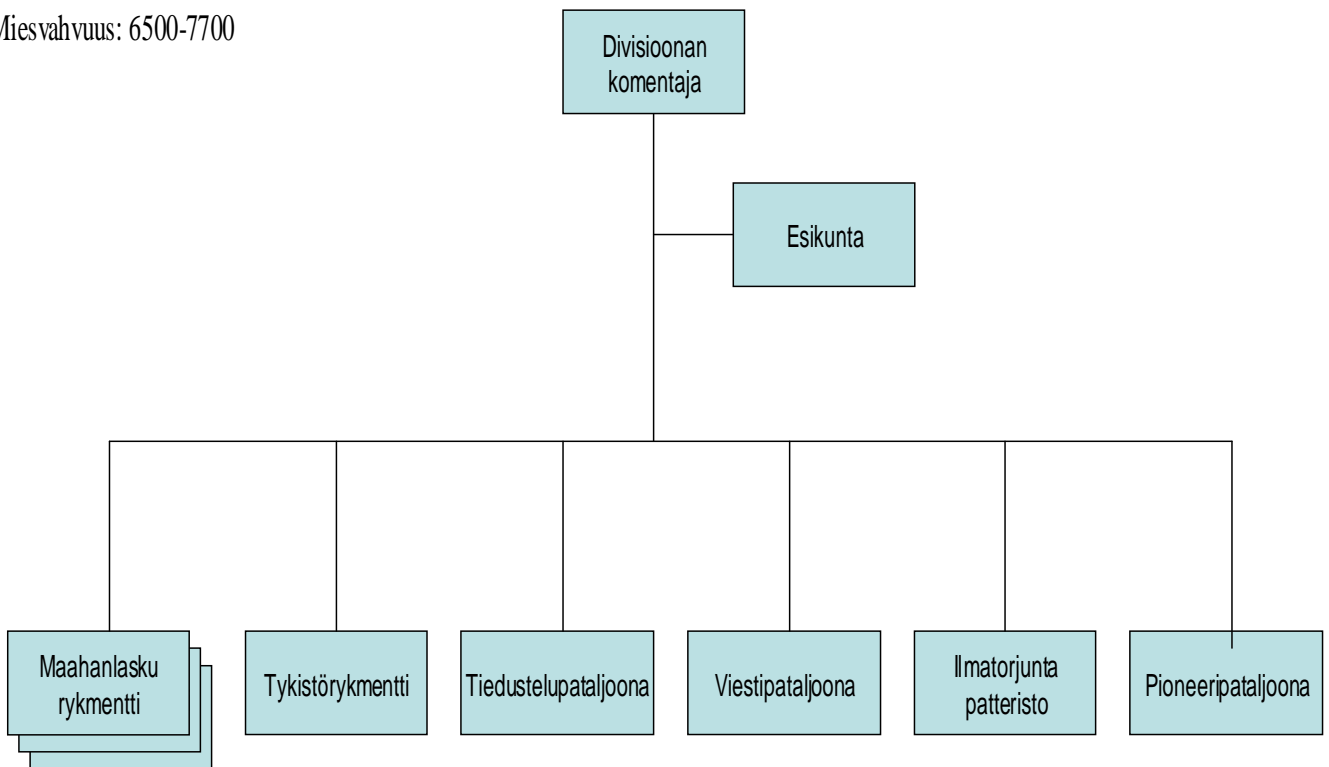 Miesvahvuus: 6500-7700
Divisioonan
komentaja
Esikunta
Maahanlasku
rykmentti
Tykistörykmentti
Tiedustelupataljoona
Viestipataljoona
Ilmatorjunta
patteristo
Pioneeripataljoona